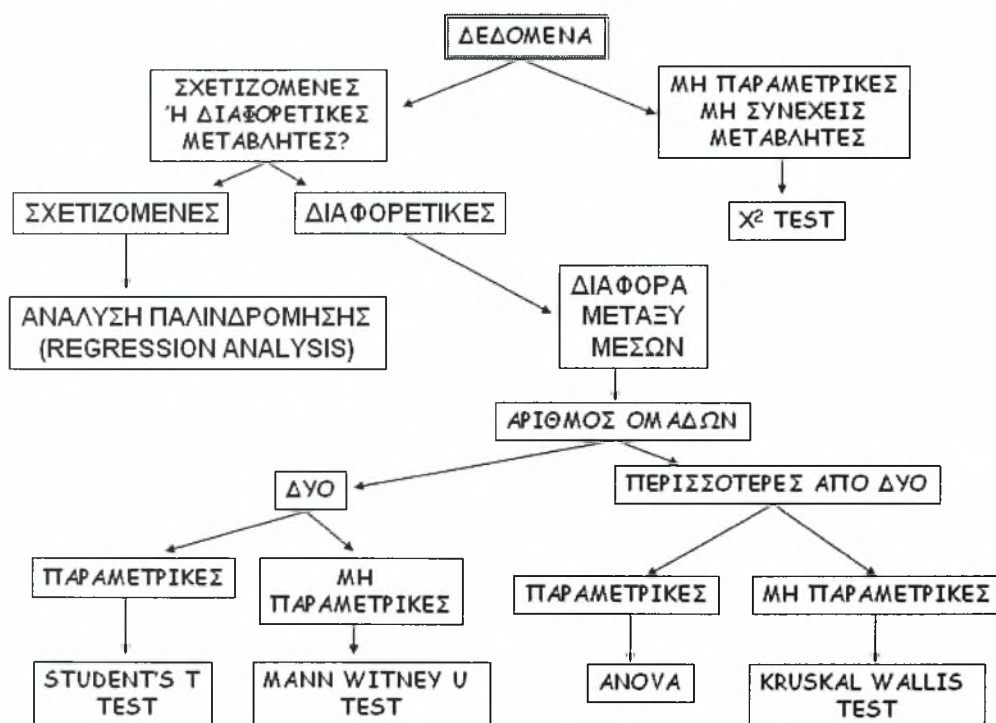 ΔΕΔΟΜΕΝΑ
ΣΧΕΤΙΖΟΜΕΝΕΣ
Ή ΔΙΑΦΟΡΕΤΙΚΕΣ
ΜΕΤΑΒΛΗΤΕΣ?
ΜΗ ΠΑΡΑΜΕΤΡΙΚΕΣ
ΜΗ ΣΥΝΕΧΕΙΣ
ΜΕΤΑΒΛΗΤΕΣ
ΣΧΕΤΙΖΟΜΕΝΕΣ
ΔΙΑΦΟΡΕΤΙΚΕΣ
X² TEST
ΑΝΑΛΥΣΗ ΠΑΛΙΝΔΡΟΜΗΣΗΣ
(REGRESSION ANALYSIS)
ΔΙΑΦΟΡΑ
ΜΕΤΑΞΥ
ΜΕΣΩΝ
ΑΡΙΘΜΟΣ ΟΜΑΔΩΝ
ΔΥΟ
ΠΕΡΙΣΣΟΤΕΡΕΣ ΑΠΟ ΔΥΟ
ΠΑΡΑΜΕΤΡΙΚΕΣ
ΜΗ
ΠΑΡΑΜΕΤΡΙΚΕΣ
ΠΑΡΑΜΕΤΡΙΚΕΣ
ΜΗ ΠΑΡΑΜΕΤΡΙΚΕΣ
STUDENT'S T
TEST
MANN WITNEY U
TEST
ANOVA
KRUSKAL WALLIS
TEST